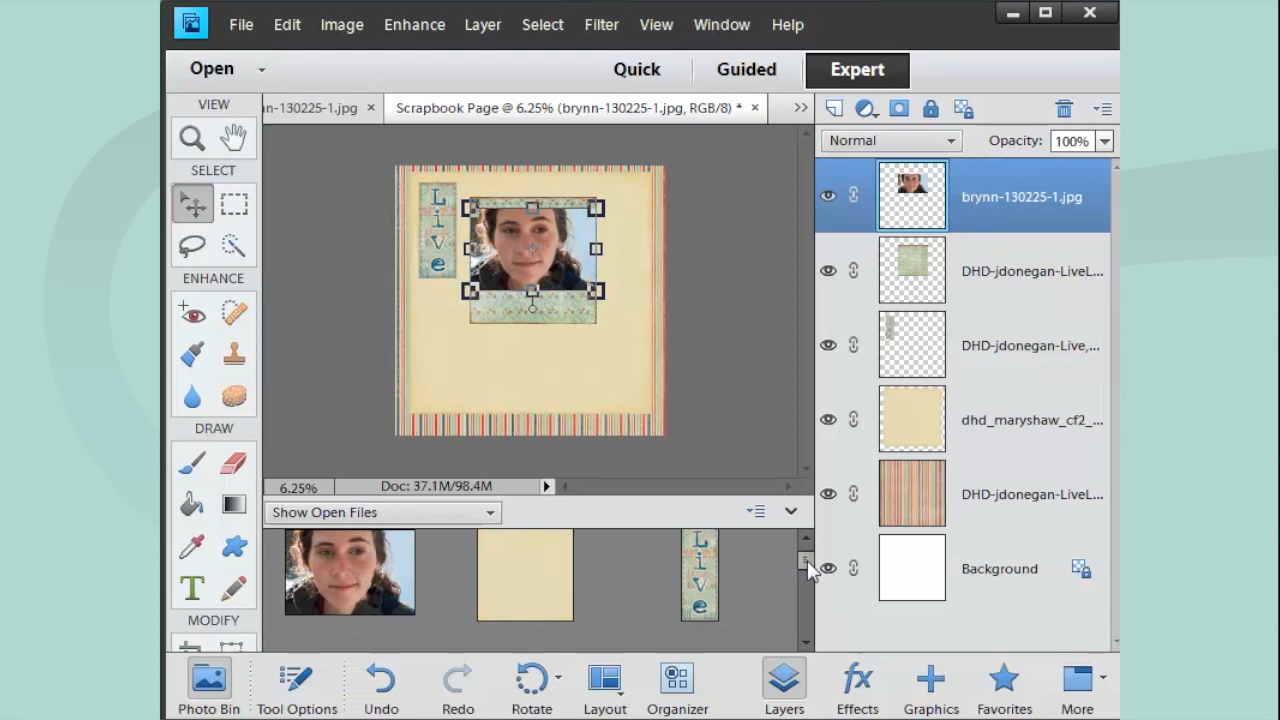 File Edit Image Enhance Layer Select Filter View Window Help
Open Quick Guided Expert
VIEW
n-130225-1.jpg × Scrapbook Page @ 6.25% (brynn-130225-1.jpg, RGB/8) * ×
Normal Opacity: 100%
SELECT
brynn-130225-1.jpg
Live
DHD-jdonegan-LiveL...
ENHANCE
DHD-jdonegan-Live,...
dhd_maryshaw_cf2_...
DRAW
6.25% Doc: 37.1M/98.4M
DHD-jdonegan-LiveL...
Show Open Files
Live
Background
T
MODIFY
Photo Bin Tool Options Undo Redo Rotate Layout Organizer Layers fx Effects Graphics Favorites More